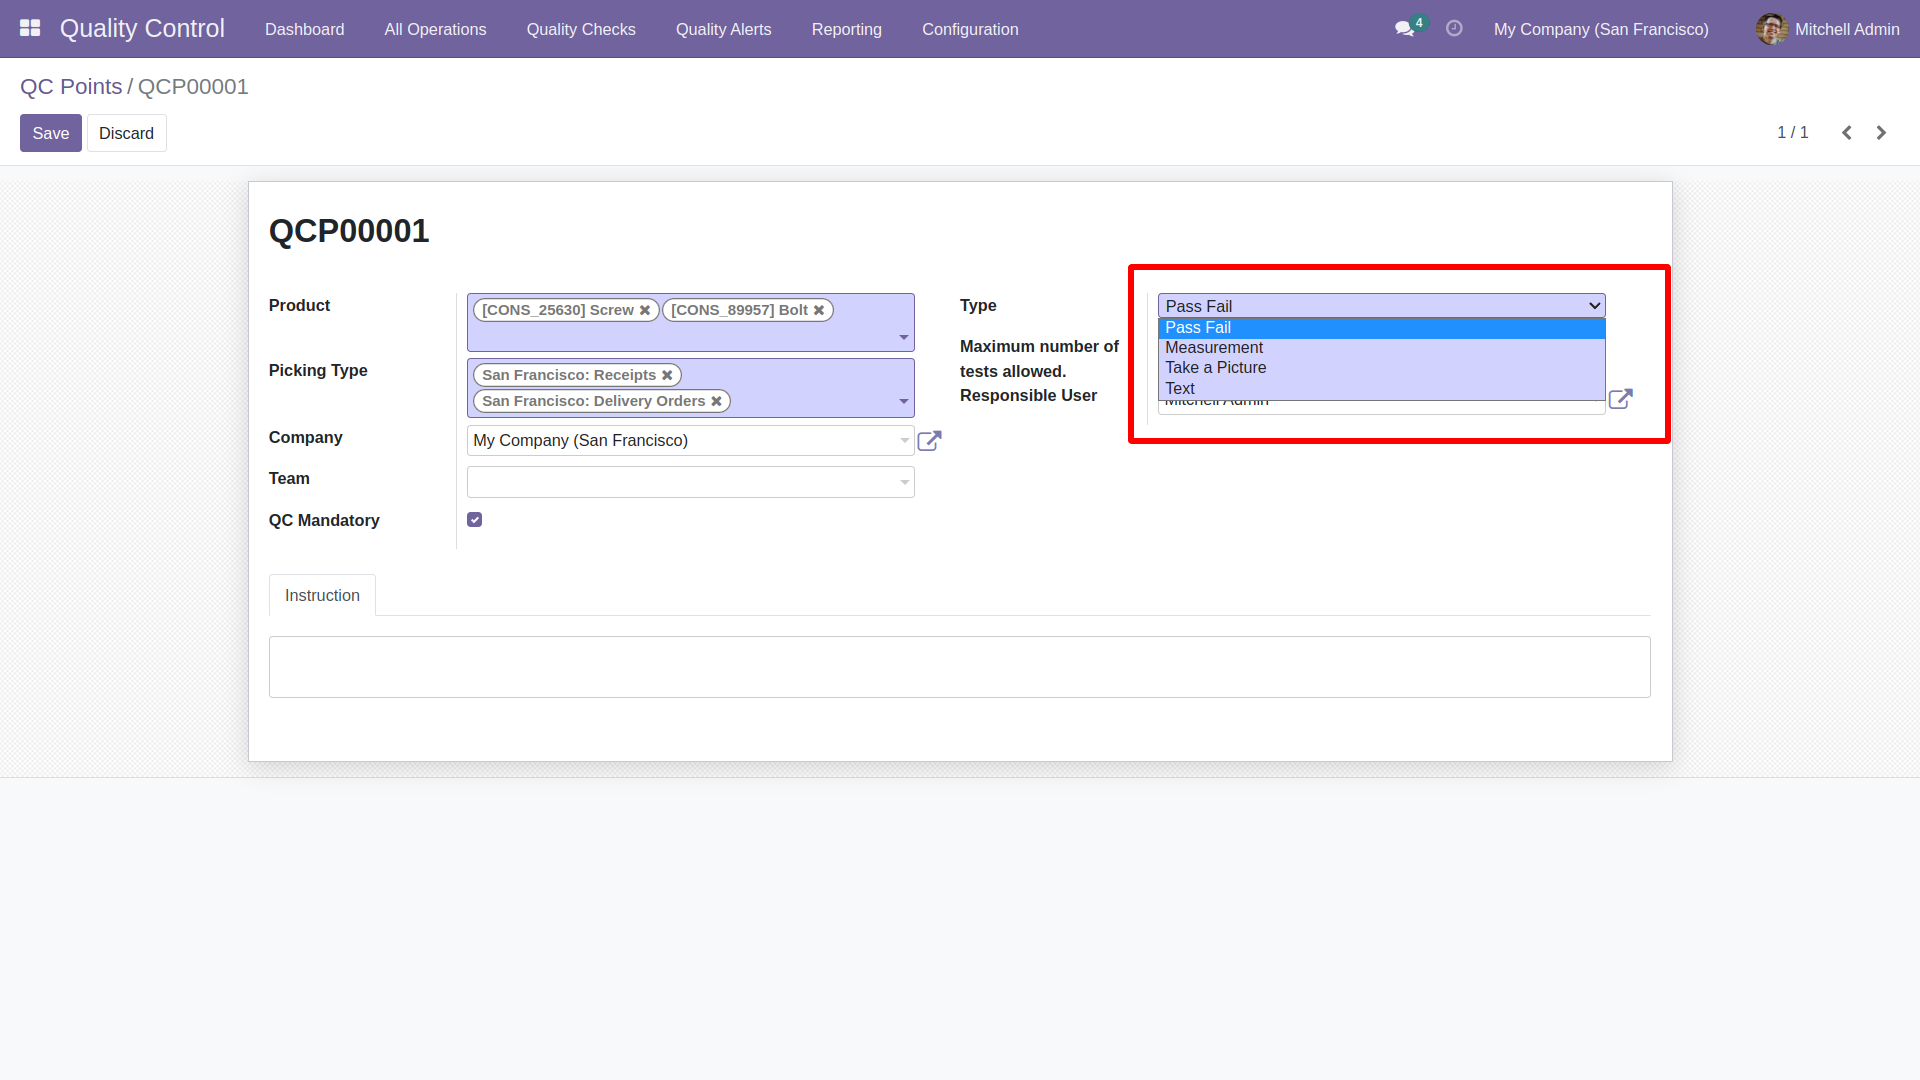 Quality Control Dashboard All Operations Quality Checks Quality Alerts Reporting Configuration 4 My Company (San Francisco) Mitchell Admin
QC Points / QCP00001
Save Discard 1 / 1
QCP00001
Product [CONS_25630] Screw [CONS_89957] Bolt
Picking Type San Francisco: Receipts
San Francisco: Delivery Orders
Company My Company (San Francisco)
Team
QC Mandatory
Type Pass Fail
Pass Fail
Measurement
Take a Picture
Text
Maximum number of
tests allowed.
Responsible User Mitchell Admin
Instruction